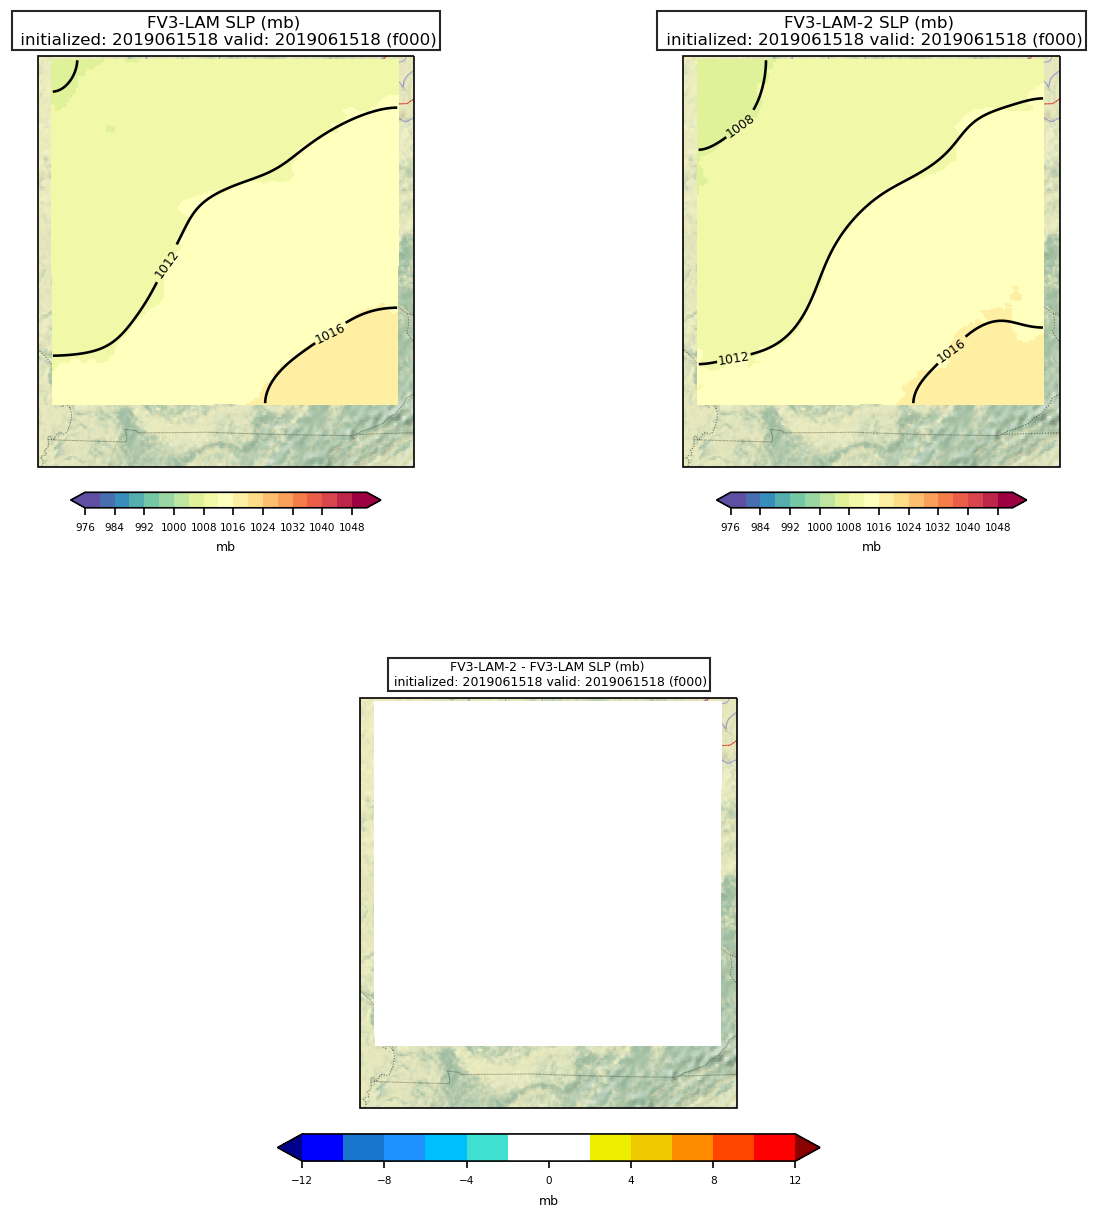 FV3-LAM SLP (mb)
initialized: 2019061518 valid: 2019061518 (f000)
1012
1016
976 984 992 1000 1008 1016 1024 1032 1040 1048
mb
FV3-LAM-2 SLP (mb)
initialized: 2019061518 valid: 2019061518 (f000)
1008
1012
1016
976 984 992 1000 1008 1016 1024 1032 1040 1048
mb
FV3-LAM-2 - FV3-LAM SLP (mb)
initialized: 2019061518 valid: 2019061518 (f000)
−12 −8 −4 0 4 8 12
mb